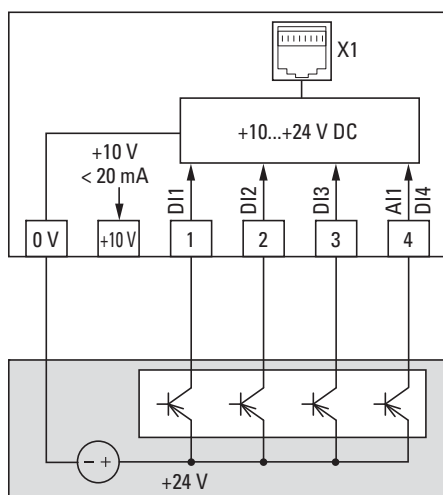 X1
+10...+24 V DC
+10 V
< 20 mA
DI1
DI2
DI3
AI1
DI4
0 V
+10 V
1
2
3
4
- +
+24 V